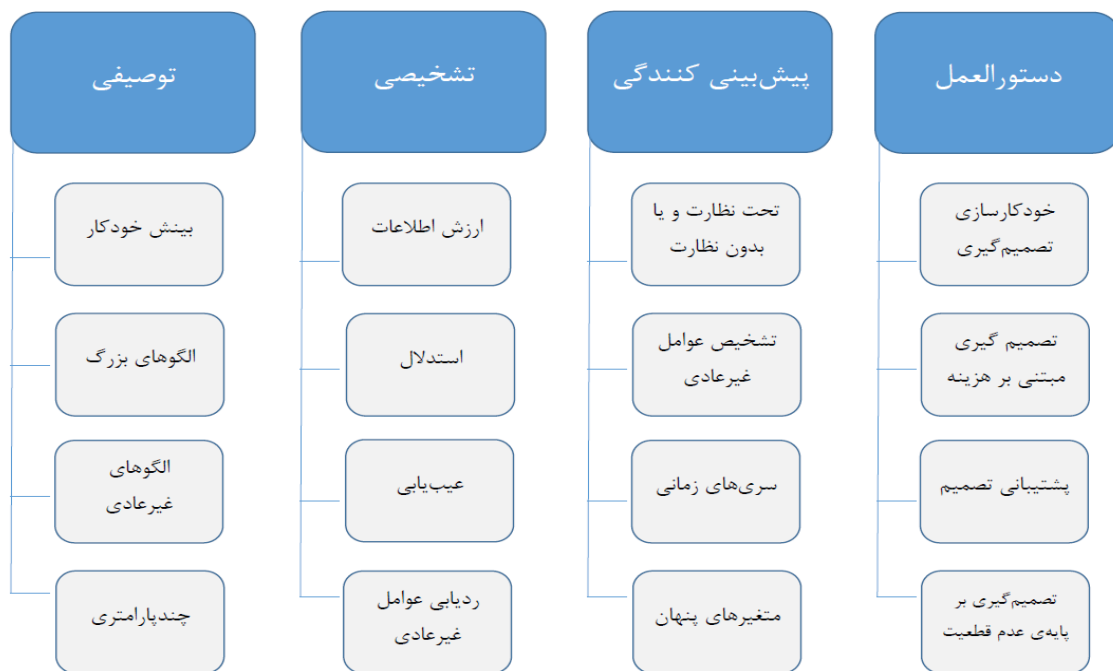 دستورالعمل
خودکارسازی
تصمیم‌گیری
تصمیم گیری
مبتنی بر هزینه
پشتیبانی تصمیم
تصمیم‌گیری بر
پایه‌ی عدم قطعیت
پیش‌بینی کنندگی
تحت نظارت و یا
بدون نظارت
تشخیص عوامل
غیرعادی
سری‌های زمانی
متغیرهای پنهان
تشخیصی
ارزش اطلاعات
استدلال
عیب‌یابی
ردیابی عوامل
غیرعادی
توصیفی
بینش خودکار
الگوهای بزرگ
الگوهای
غیرعادی
چندپارامتری